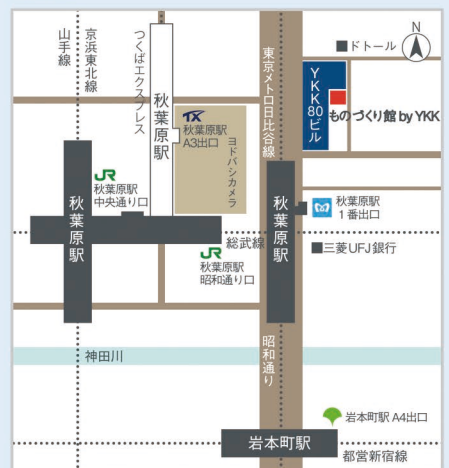 山手線
京浜東北線
つくばエクスプレス
秋葉原駅
TX
秋葉原駅
A3出口
ヨドバシカメラ
東京メトロ日比谷線
YKK80ビル
ものづくり館 by YKK
■ドトール
N
JR
秋葉原駅
中央通り口
秋葉原駅
総武線
JR
秋葉原駅
昭和通り口
秋葉原駅
秋葉原駅
1番出口
■三菱UFJ銀行
昭和通り
神田川
岩本町駅 A4出口
岩本町駅
都営新宿線